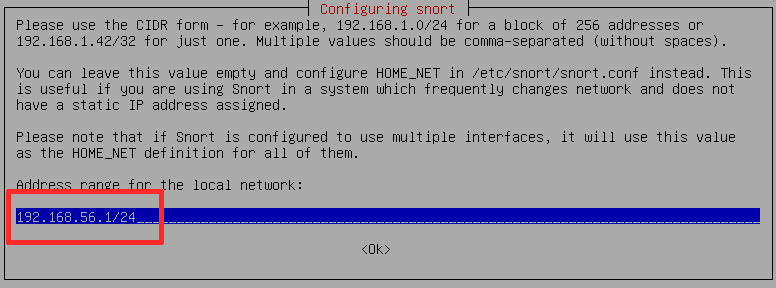 Configuring snort
Please use the CIDR form – for example, 192.168.1.0/24 for a block of 256 addresses or
192.168.1.42/32 for just one. Multiple values should be comma-separated (without spaces).
You can leave this value empty and configure HOME_NET in /etc/snort/snort.conf instead. This
is useful if you are using Snort in a system which frequently changes network and does not
have a static IP address assigned.
Please note that if Snort is configured to use multiple interfaces, it will use this value
as the HOME_NET definition for all of them.
Address range for the local network:
192.168.56.1/24
<Ok>